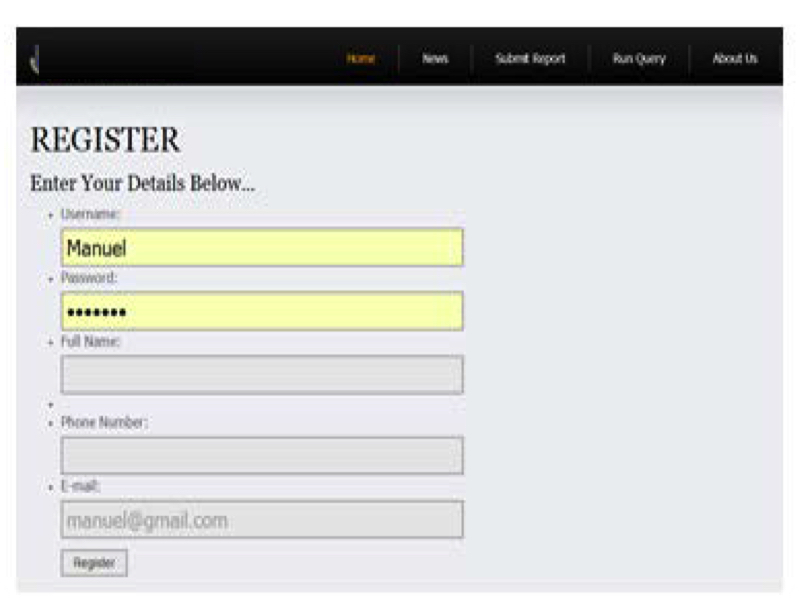 Home News Submit Report Run Query About Us
REGISTER
Enter Your Details Below...
Username:
Manuel
Password:
•••••••
Full Name:
Phone Number:
E-mail:
manuel@gmail.com
Register